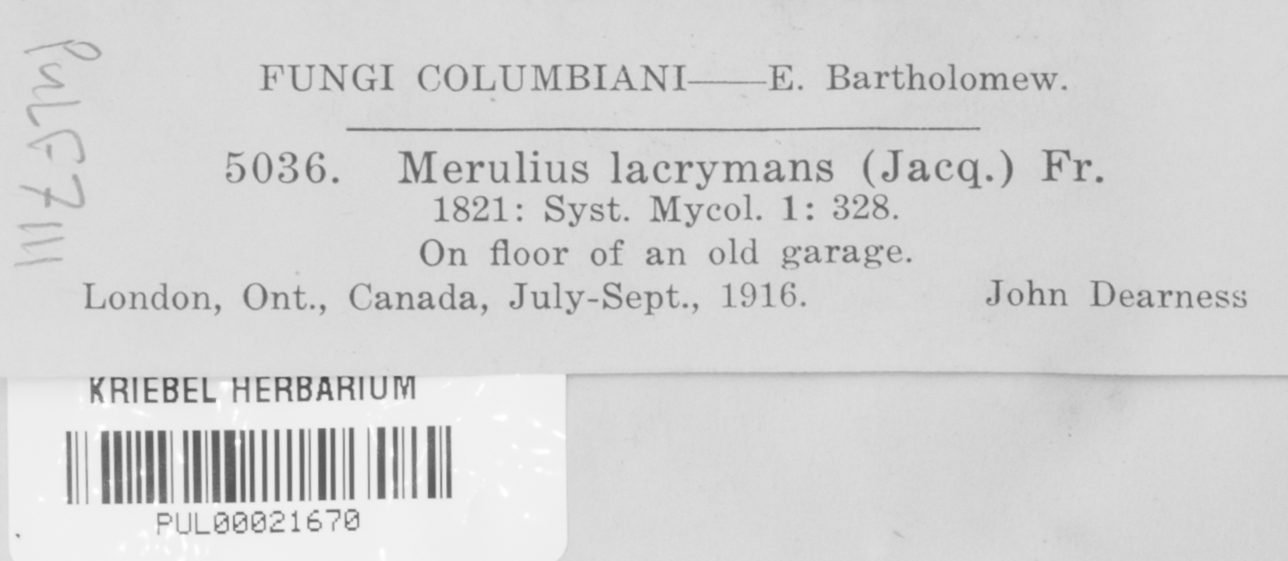 FUNGI COLUMBIANI——E. Bartholomew.
5036. Merulius lacrymans (Jacq.) Fr.
1821: Syst. Mycol. 1: 328.
On floor of an old garage.
London, Ont., Canada, July-Sept., 1916. John Dearness
PUL F 7111
KRIEBEL HERBARIUM
PUL00021670